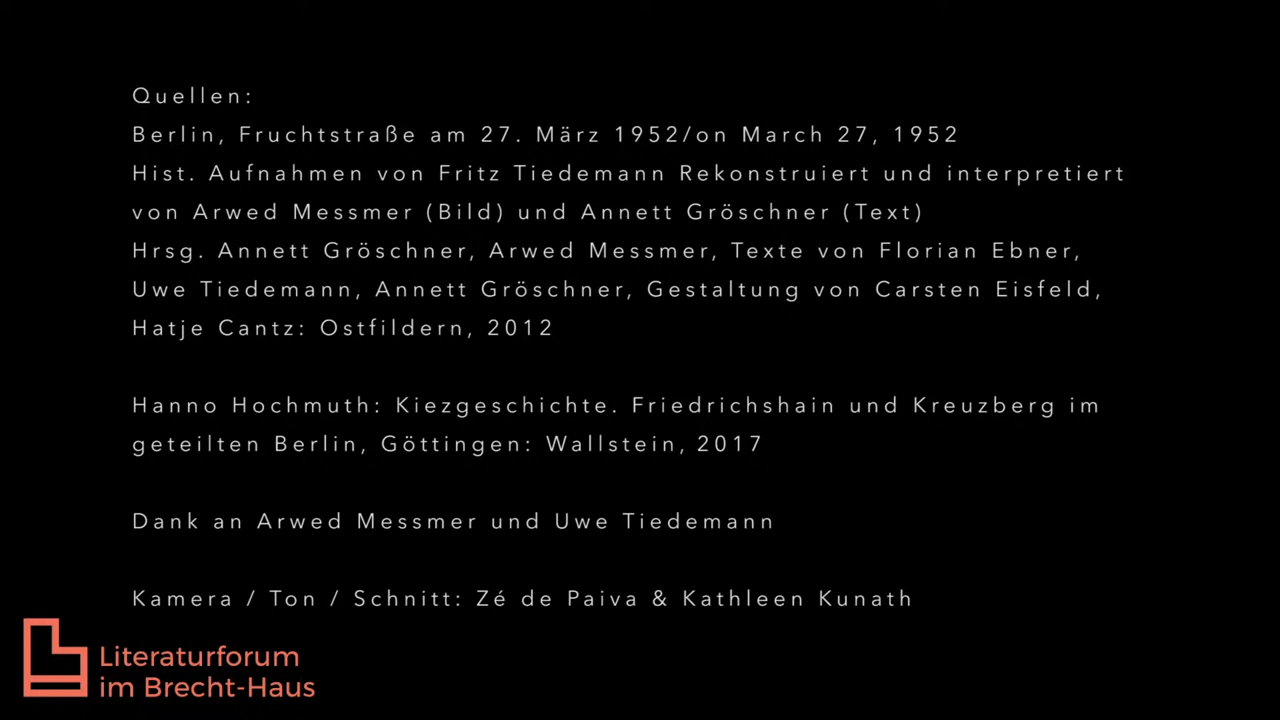 Quellen:
Berlin, Fruchtstraße am 27. März 1952/on March 27, 1952
Hist. Aufnahmen von Fritz Tiedemann Rekonstruiert und interpretiert
von Arwed Messmer (Bild) und Annett Gröschner (Text)
Hrsg. Annett Gröschner, Arwed Messmer, Texte von Florian Ebner,
Uwe Tiedemann, Annett Gröschner, Gestaltung von Carsten Eisfeld,
Hatje Cantz: Ostfildern, 2012
Hanno Hochmuth: Kiezgeschichte. Friedrichshain und Kreuzberg im
geteilten Berlin, Göttingen: Wallstein, 2017
Dank an Arwed Messmer und Uwe Tiedemann
Kamera / Ton / Schnitt: Zé de Paiva & Kathleen Kunath
Literaturforum
im Brecht-Haus